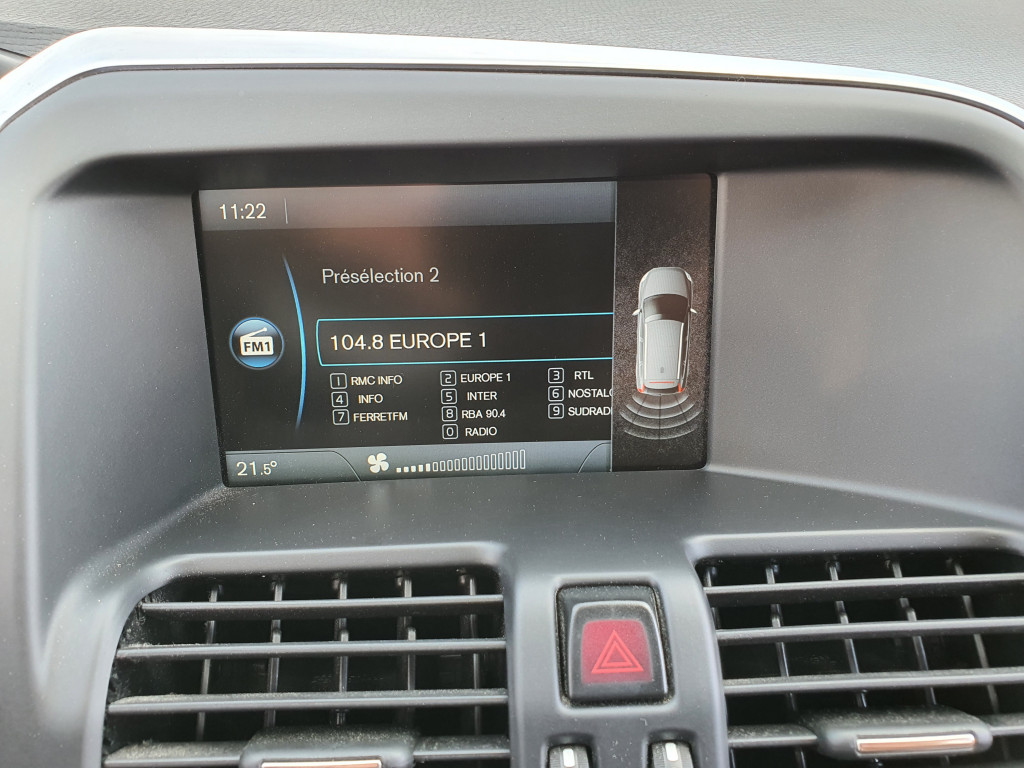 11:22
Présélection 2
FM1
104.8 EUROPE 1
1 RMC INFO 2 EUROPE 1 3 RTL
4 INFO 5 INTER 6 NOSTALG
7 FERRETFM 8 RBA 90.4 9 SUDRADI
0 RADIO
21.5°